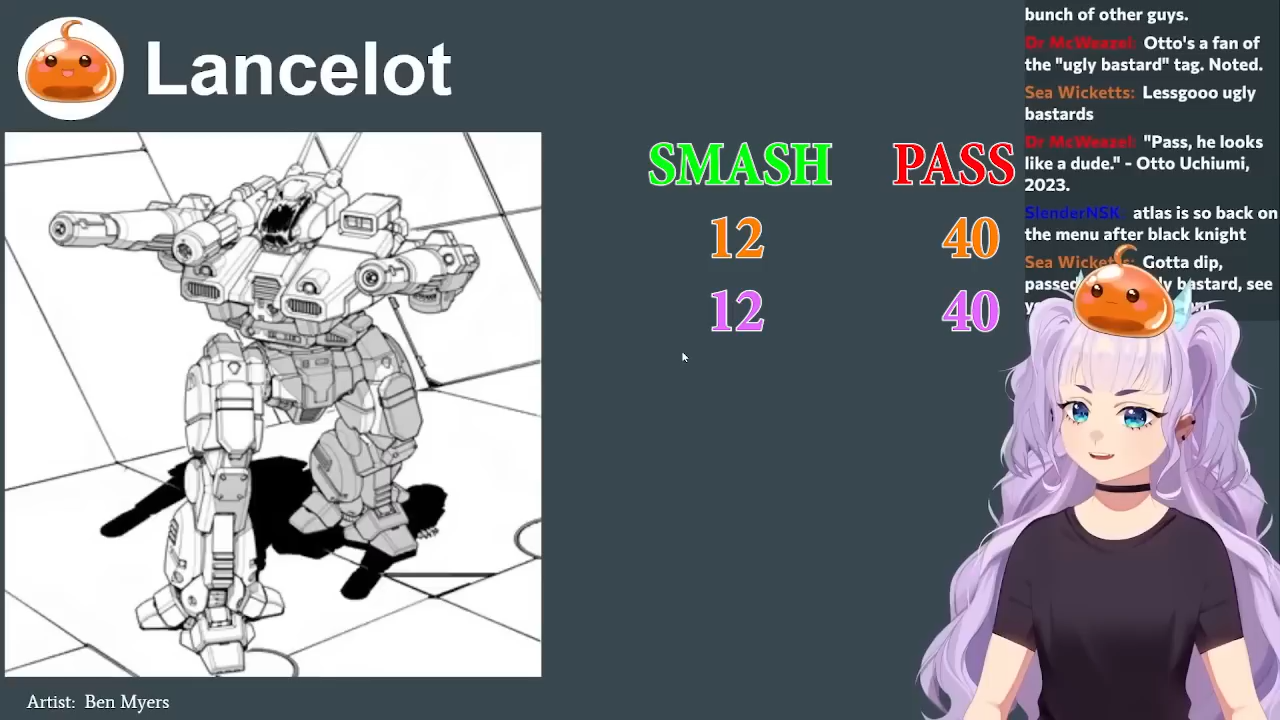 Lancelot
SMASH PASS
12 40
12 40
Artist: Ben Myers
bunch of other guys.
Dr McWeazel: Otto's a fan of
the "ugly bastard" tag. Noted.
Sea Wicketts: Lessgooo ugly
bastards
Dr McWeazel: "Pass, he looks
like a dude." - Otto Uchiumi,
2023.
SlenderNSK: atlas is so back on
the menu after black knight
Sea Wicketts: Gotta dip,
passed bastard, see